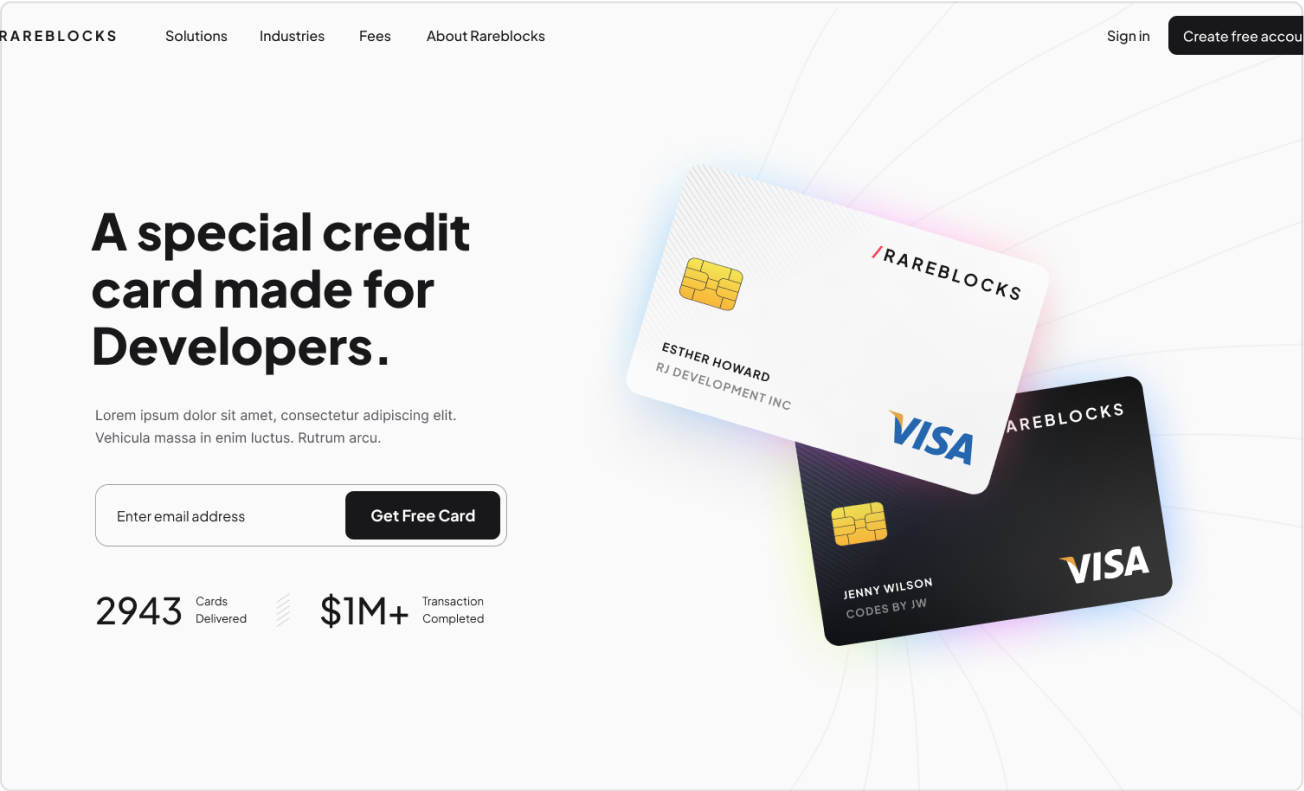 RAREBLOCKS
Solutions
Industries
Fees
About Rareblocks
Sign in
Create free accou
A special credit
card made for
Developers.
Lorem ipsum dolor sit amet, consectetur adipiscing elit.
Vehicula massa in enim luctus. Rutrum arcu.
Enter email address
Get Free Card
2943
Cards
Delivered
$1M+
Transaction
Completed
/RAREBLOCKS
ESTHER HOWARD
RJ DEVELOPMENT INC
VISA
AREBLOCKS
JENNY WILSON
CODES BY JW
VISA